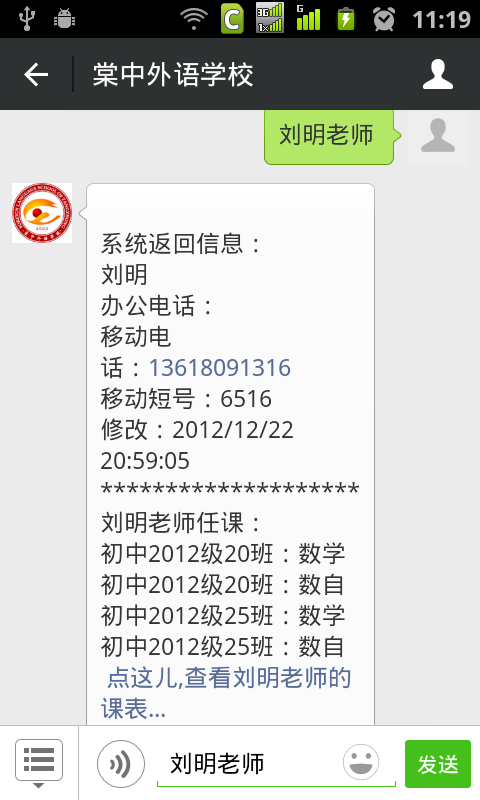 11:19
棠中外语学校
刘明老师
系统返回信息：
刘明
办公电话：
移动电
话：13618091316
移动短号：6516
修改：2012/12/22
20:59:05
********************
刘明老师任课：
初中2012级20班：数学
初中2012级20班：数自
初中2012级25班：数学
初中2012级25班：数自
点这儿,查看刘明老师的
课表...
刘明老师
发送